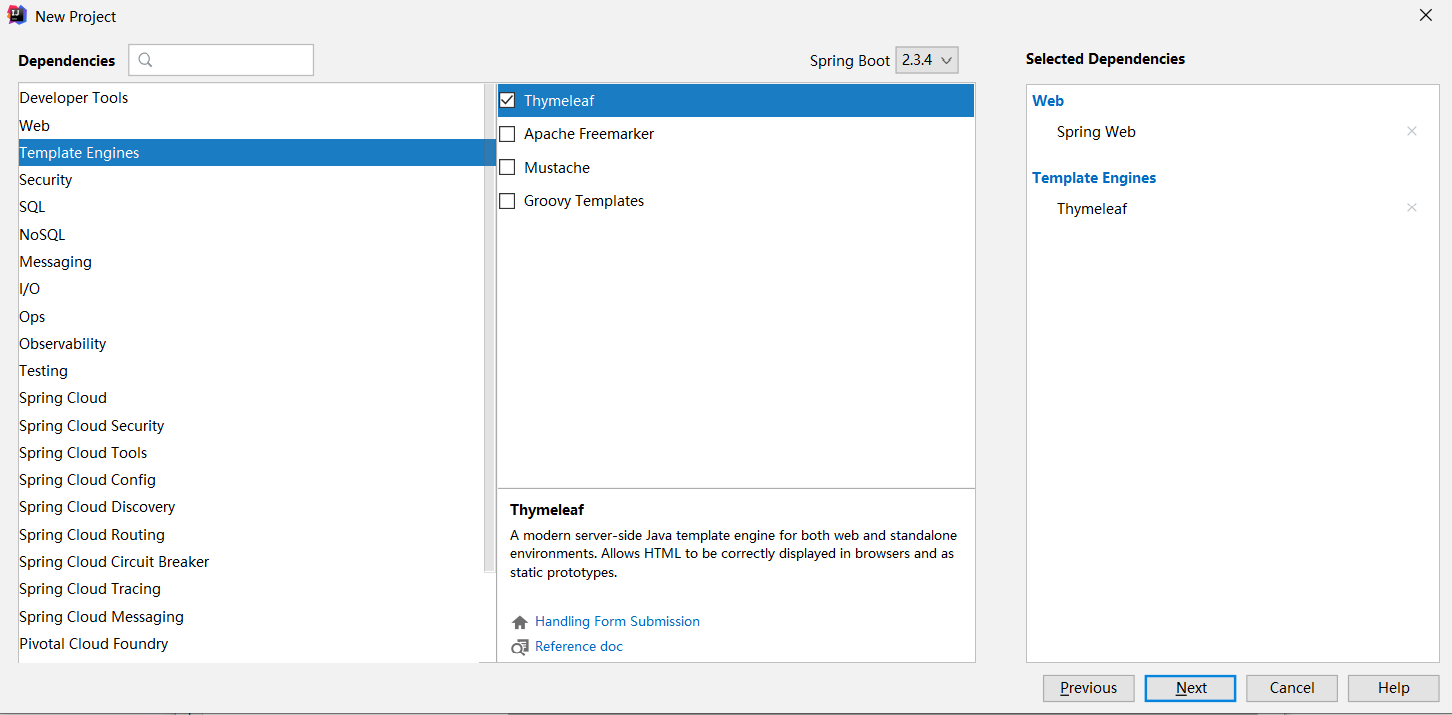 New Project
Dependencies
Spring Boot 2.3.4
Selected Dependencies
Developer Tools
Web
Template Engines
Security
SQL
NoSQL
Messaging
I/O
Ops
Observability
Testing
Spring Cloud
Spring Cloud Security
Spring Cloud Tools
Spring Cloud Config
Spring Cloud Discovery
Spring Cloud Routing
Spring Cloud Circuit Breaker
Spring Cloud Tracing
Spring Cloud Messaging
Pivotal Cloud Foundry
Thymeleaf
Apache Freemarker
Mustache
Groovy Templates
Thymeleaf
A modern server-side Java template engine for both web and standalone
environments. Allows HTML to be correctly displayed in browsers and as
static prototypes.
Handling Form Submission
Reference doc
Web
Spring Web
Template Engines
Thymeleaf
Previous
Next
Cancel
Help